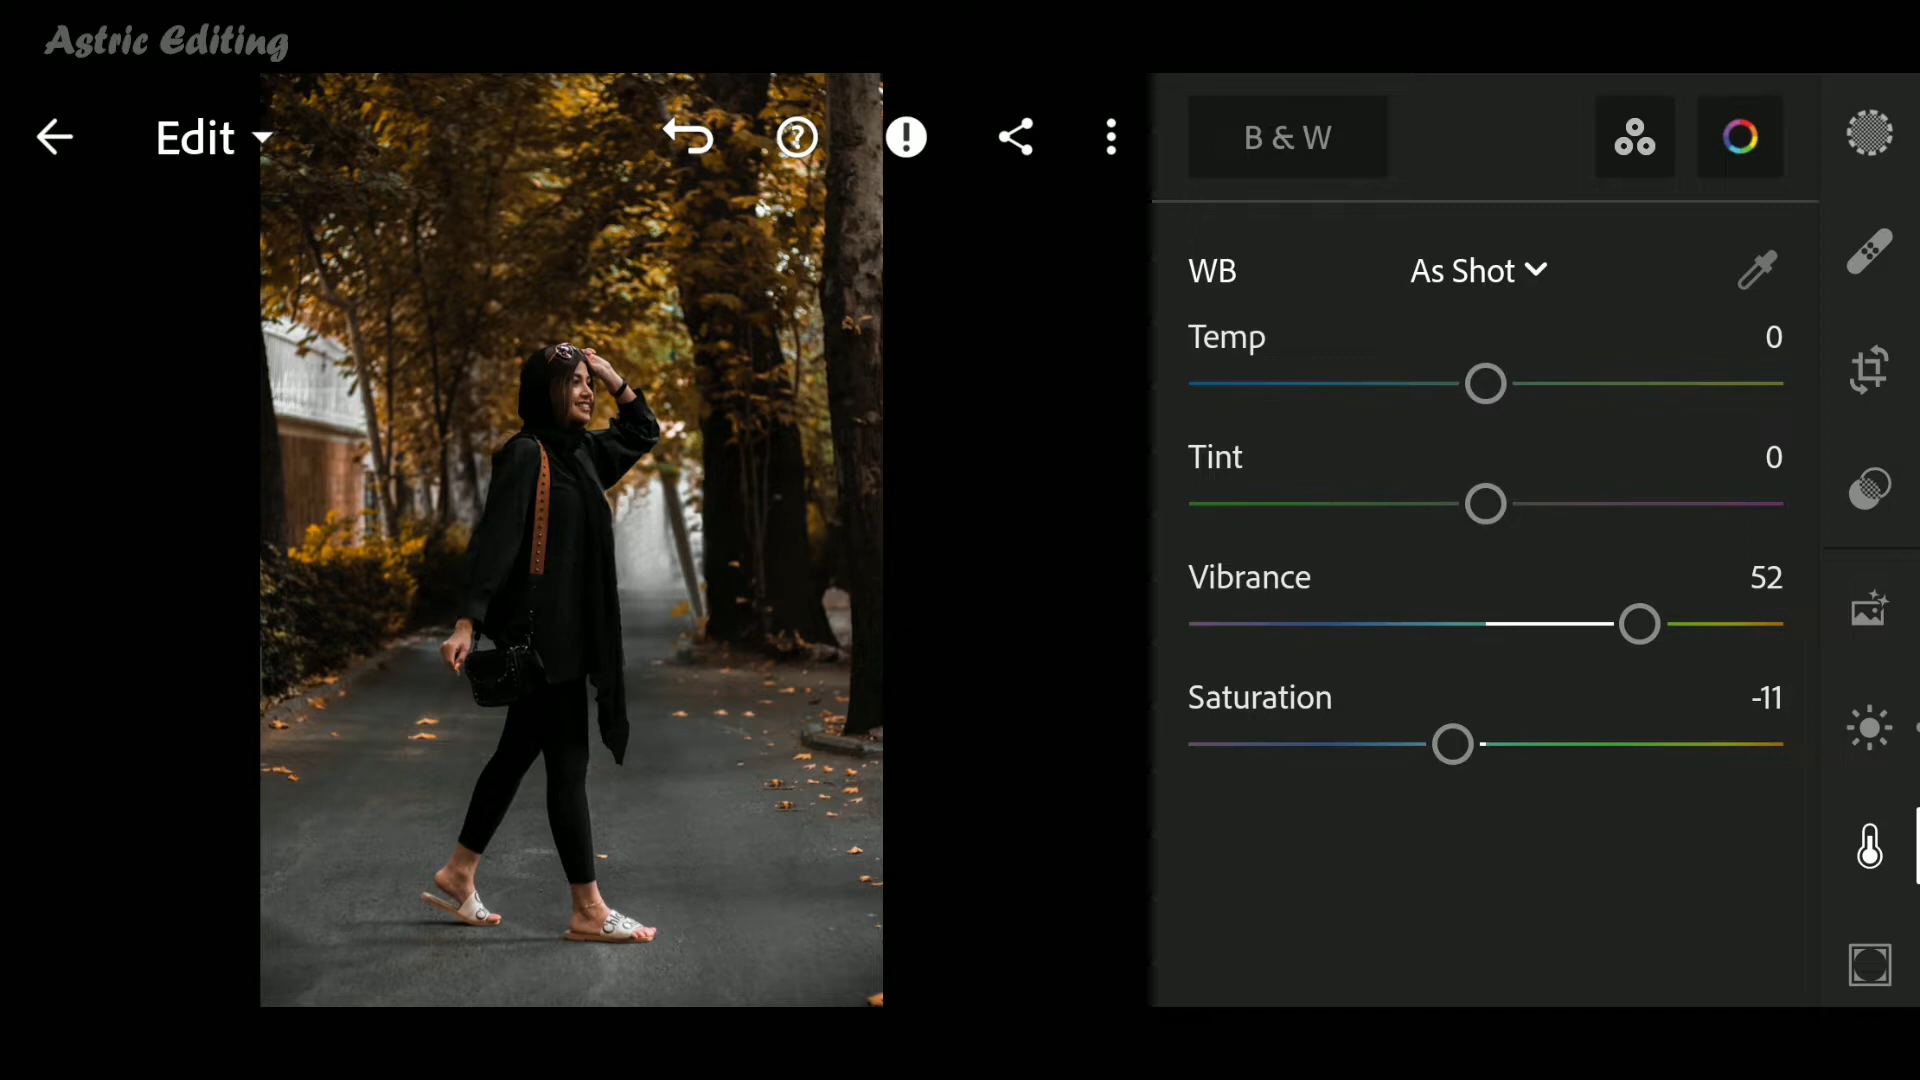 Astric Editing
Edit
B & W
WB
As Shot
Temp
0
Tint
0
Vibrance
52
Saturation
-11